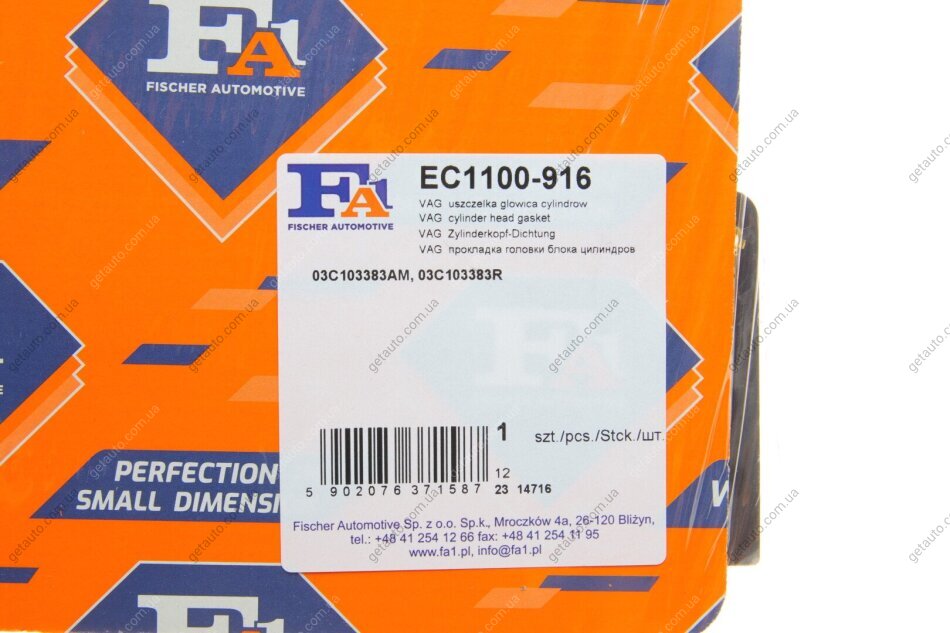 FA1
FISCHER AUTOMOTIVE
FA1
FISCHER AUTOMOTIVE
EC1100-916
VAG uszczelka glowica cylindrow
VAG cylinder head gasket
VAG Zylinderkopf-Dichtung
VAG прокладка головки блока цилиндров
03C103383AM, 03C103383R
1 szt./pcs./Stck./шт.
5 902076 371587
12
23 14716
Fischer Automotive Sp. z o.o. Sp.k., Mroczków 4a, 26-120 Bliżyn,
tel.: +48 41 254 12 66 fax: +48 41 254 11 95
www.fa1.pl, info@fa1.pl
PERFECTION
SMALL DIMENSI
FA1
getauto.com.ua